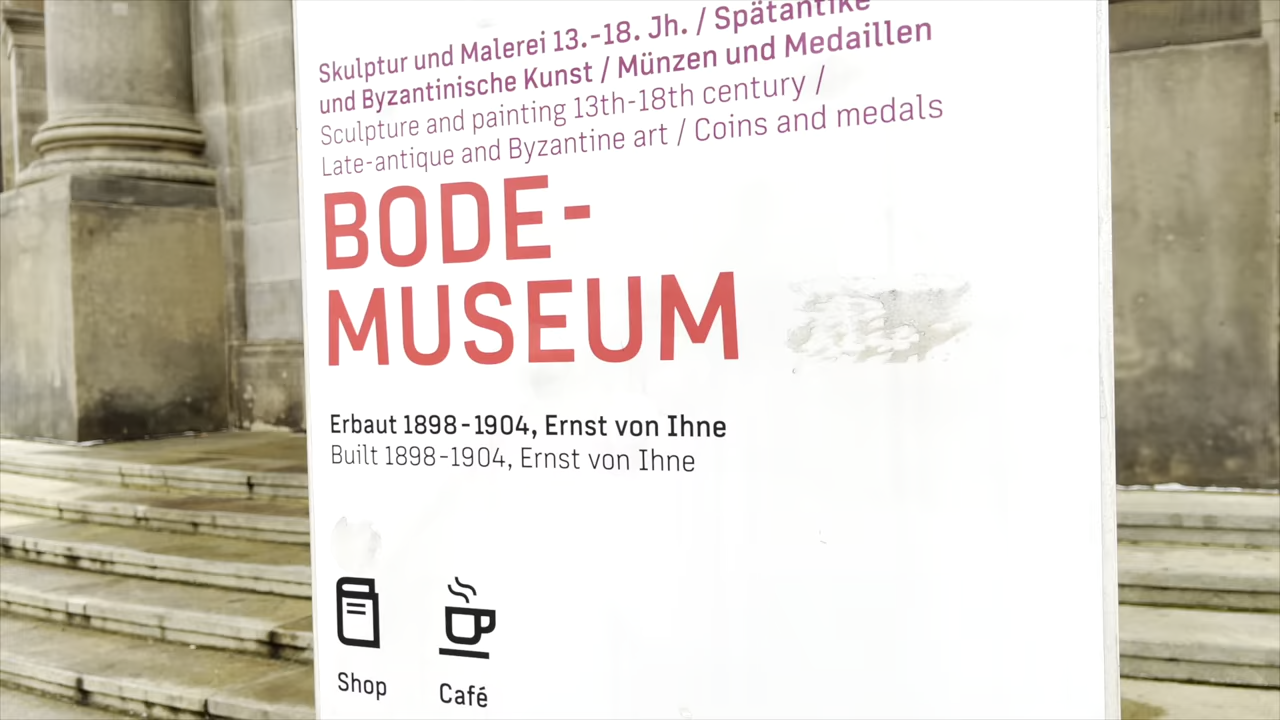 Skulptur und Malerei 13.-18. Jh. / Spätantike
und Byzantinische Kunst / Münzen und Medaillen
Sculpture and painting 13th-18th century /
Late-antique and Byzantine art / Coins and medals
BODE-
MUSEUM
Erbaut 1898-1904, Ernst von Ihne
Built 1898-1904, Ernst von Ihne
Shop
Café